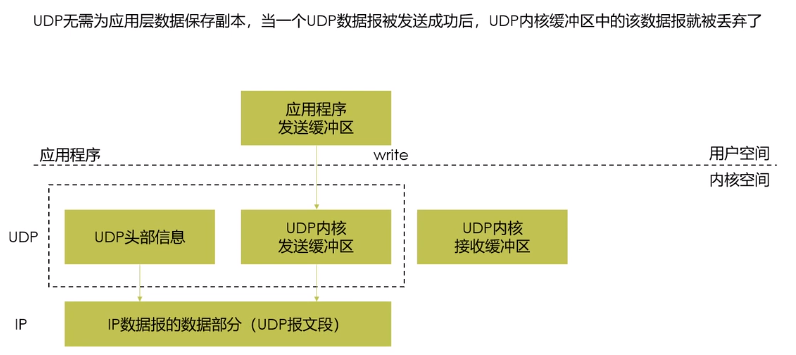 UDP无需为应用层数据保存副本，当一个UDP数据报被发送成功后，UDP内核缓冲区中的该数据报就被丢弃了
应用程序
发送缓冲区
应用程序
write
用户空间
内核空间
UDP
UDP头部信息
UDP内核
发送缓冲区
UDP内核
接收缓冲区
IP
IP数据报的数据部分（UDP报文段）